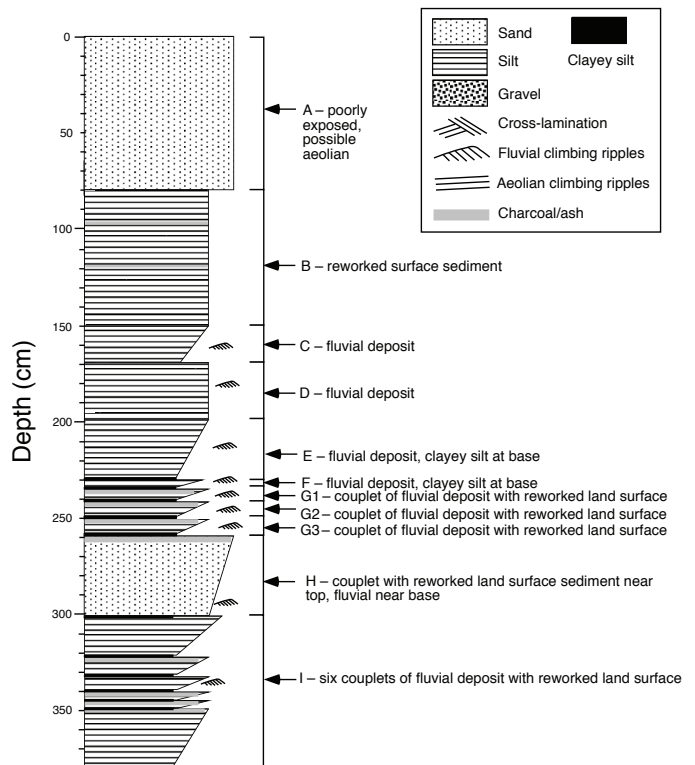 Depth (cm)
0
50
100
150
200
250
300
350
A – poorly
exposed,
possible
aeolian
B – reworked surface sediment
C – fluvial deposit
D – fluvial deposit
E – fluvial deposit, clayey silt at base
F – fluvial deposit, clayey silt at base
G1 – couplet of fluvial deposit with reworked land surface
G2 – couplet of fluvial deposit with reworked land surface
G3 – couplet of fluvial deposit with reworked land surface
H – couplet with reworked land surface sediment near
top, fluvial near base
I – six couplets of fluvial deposit with reworked land surface
Sand
Clayey silt
Silt
Gravel
Cross-lamination
Fluvial climbing ripples
Aeolian climbing ripples
Charcoal/ash